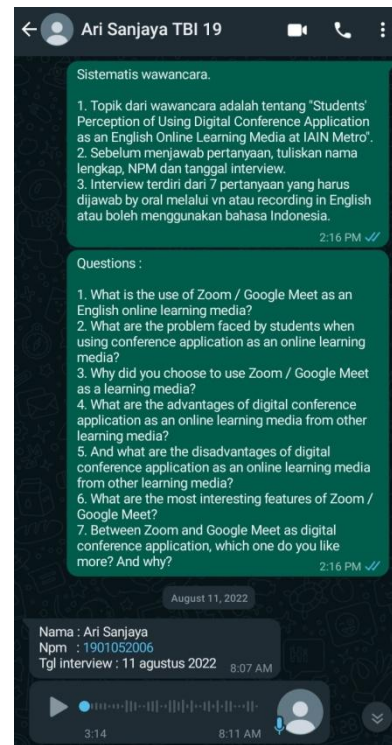 Ari Sanjaya TBI 19
Sistematis wawancara.
1. Topik dari wawancara adalah tentang "Students'
Perception of Using Digital Conference Application
as an English Online Learning Media at IAIN Metro".
2. Sebelum menjawab pertanyaan, tuliskan nama
lengkap, NPM dan tanggal interview.
3. Interview terdiri dari 7 pertanyaan yang harus
dijawab by oral melalui vn atau recording in English
atau boleh menggunakan bahasa Indonesia.
2:16 PM
Questions :
1. What is the use of Zoom / Google Meet as an
English online learning media?
2. What are the problem faced by students when
using conference application as an online learning
media?
3. Why did you choose to use Zoom / Google Meet
as a learning media?
4. What are the advantages of digital conference
application as an online learning media from other
learning media?
5. And what are the disadvantages of digital
conference application as an online learning media
from other learning media?
6. What are the most interesting features of Zoom /
Google Meet?
7. Between Zoom and Google Meet as digital
conference application, which one do you like
more? And why?
2:16 PM
August 11, 2022
Nama : Ari Sanjaya
Npm : 1901052006
Tgl interview : 11 agustus 2022 8:07 AM
3:14 8:11 AM